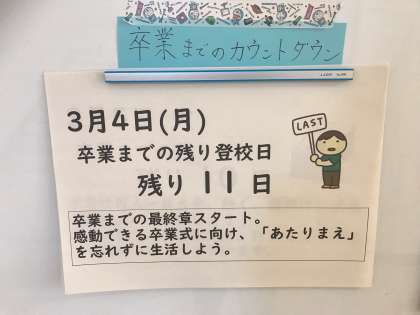 卒業までのカウントダウン
3月4日(月)
LAST
卒業までの残り登校日
残り 11日
卒業までの最終章スタート。
感動できる卒業式に向け、「あたりまえ」
を忘れずに生活しよう。